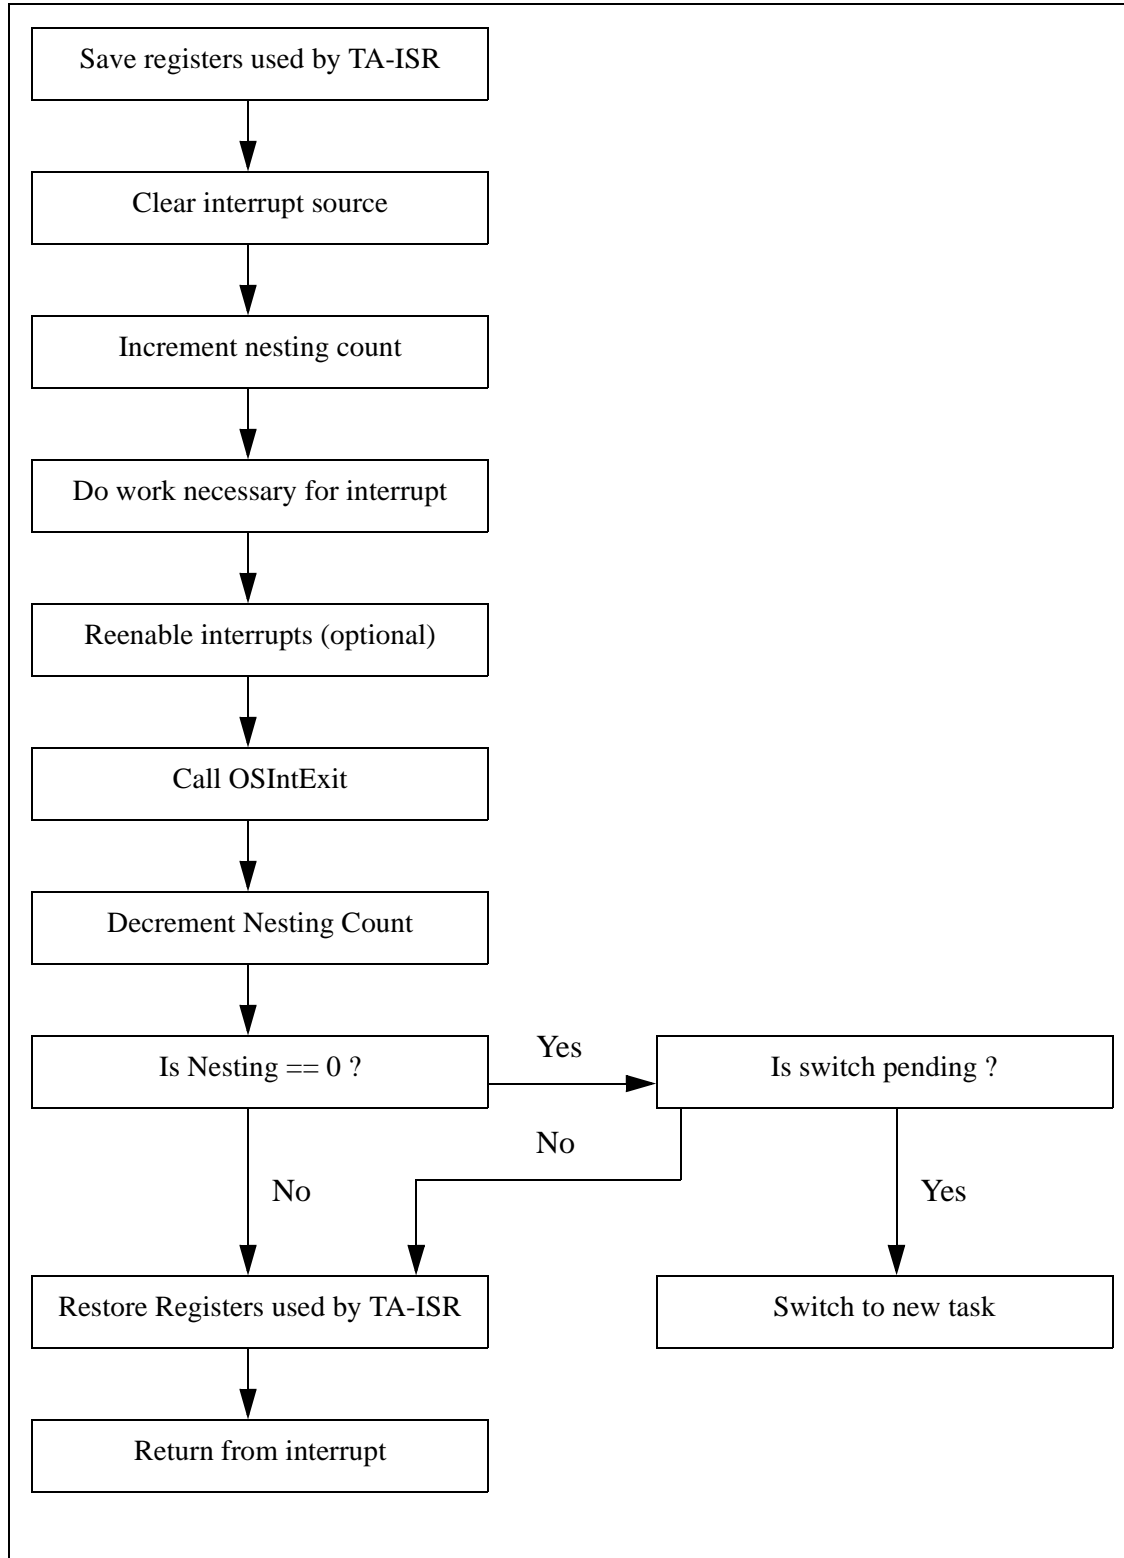 Save registers used by TA-ISR
Clear interrupt source
Increment nesting count
Do work necessary for interrupt
Reenable interrupts (optional)
Call OSIntExit
Decrement Nesting Count
Is Nesting == 0 ?
Yes
Is switch pending ?
No
No
Yes
Restore Registers used by TA-ISR
Switch to new task
Return from interrupt